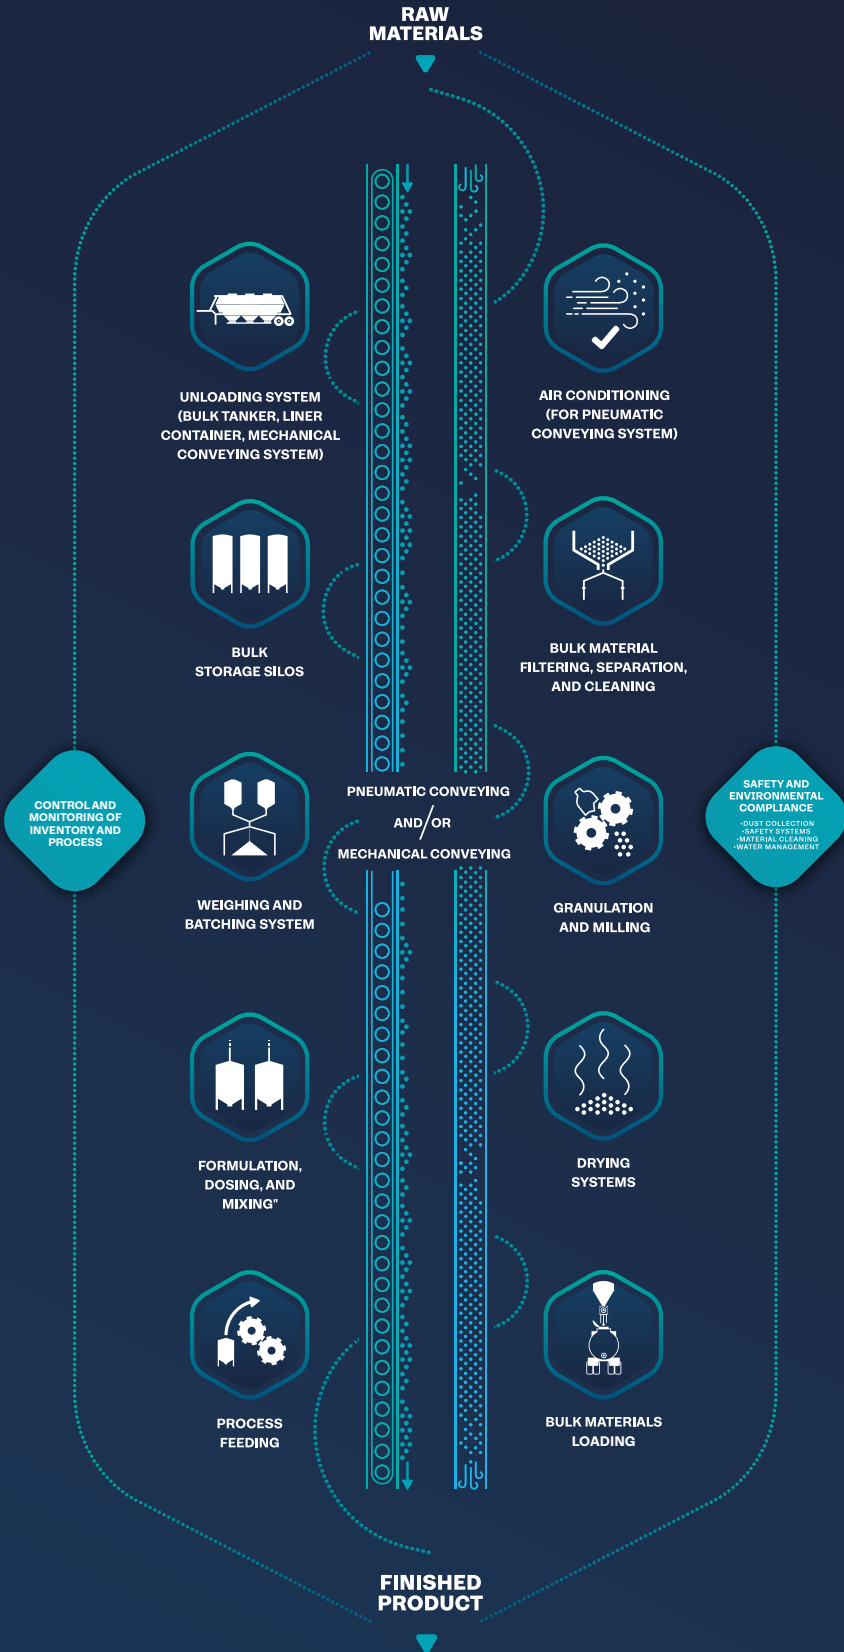 RAW
MATERIALS
UNLOADING SYSTEM
(BULK TANKER, LINER
CONTAINER, MECHANICAL
CONVEYING SYSTEM)
AIR CONDITIONING
(FOR PNEUMATIC
CONVEYING SYSTEM)
BULK
STORAGE SILOS
BULK MATERIAL
FILTERING, SEPARATION,
AND CLEANING
CONTROL AND
MONITORING OF
INVENTORY AND
PROCESS
PNEUMATIC CONVEYING
AND/OR
MECHANICAL CONVEYING
SAFETY AND
ENVIRONMENTAL
COMPLIANCE
•DUST COLLECTION
•SAFETY SYSTEMS
•MATERIAL CLEANING
•WATER MANAGEMENT
WEIGHING AND
BATCHING SYSTEM
GRANULATION
AND MILLING
FORMULATION,
DOSING, AND
MIXING"
DRYING
SYSTEMS
PROCESS
FEEDING
BULK MATERIALS
LOADING
FINISHED
PRODUCT